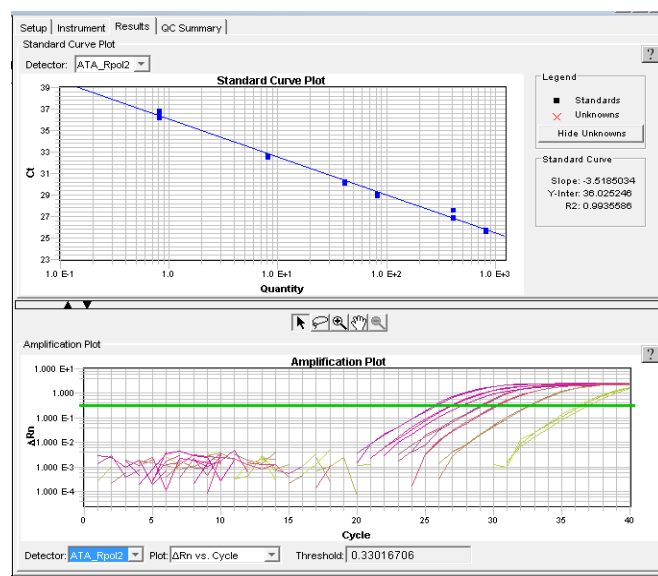 Setup Instrument Results QC Summary
Standard Curve Plot
?
Detector: ATA_Rpol2
Standard Curve Plot
39
37
35
33
31
29
27
25
23
Ct
1.0 E-1 1.0 1.0 E+1 1.0 E+2 1.0 E+3
Quantity
Legend
Standards
Unknowns
Hide Unknowns
Standard Curve
Slope: -3.5185034
Y-Inter: 36.025246
R2: 0.9935586
Amplification Plot
?
Amplification Plot
1.000 E+1
1.000
1.000 E-1
1.000 E-2
1.000 E-3
1.000 E-4
ΔRn
0 5 10 15 20 25 30 35 40
Cycle
Detector: ATA_Rpol2 Plot: ΔRn vs. Cycle Threshold: 0.33016706